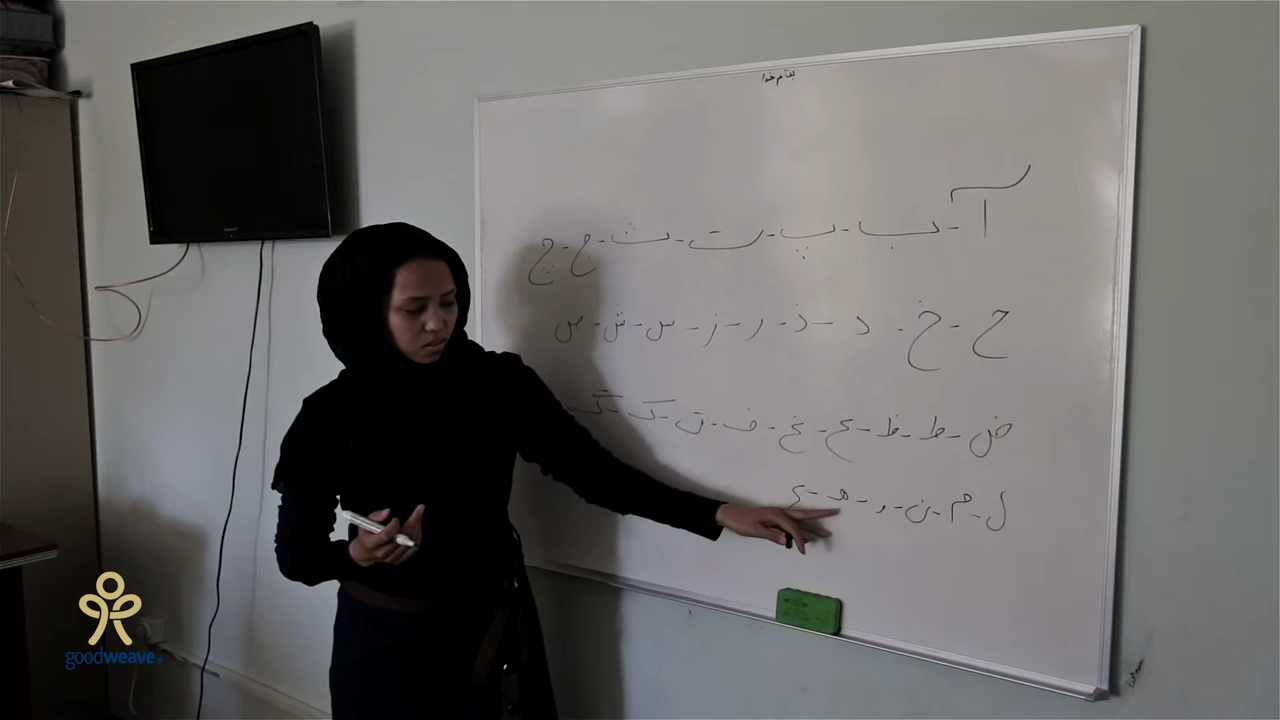 بنام خدا
آ - ب - پ - ت - ث - ج - چ
ح - خ - د - ذ - ر - ز - س - ش - ص
ض - ط - ظ - ع - غ - ف - ق - ک - گ
ل - م - ن - و - ه - ء
goodweave